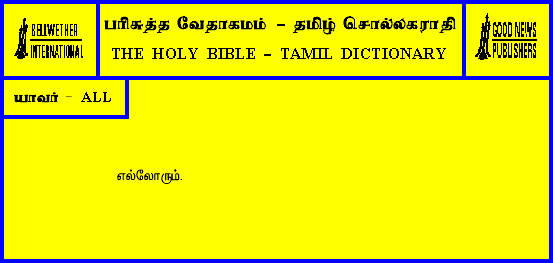 BELLWETHER
INTERNATIONAL
பரிசுத்த வேதாகமம் - தமிழ் சொல்லகராதி
THE HOLY BIBLE - TAMIL DICTIONARY
GOOD NEWS
PUBLISHERS
யாவர் - ALL
எல்லோரும்.